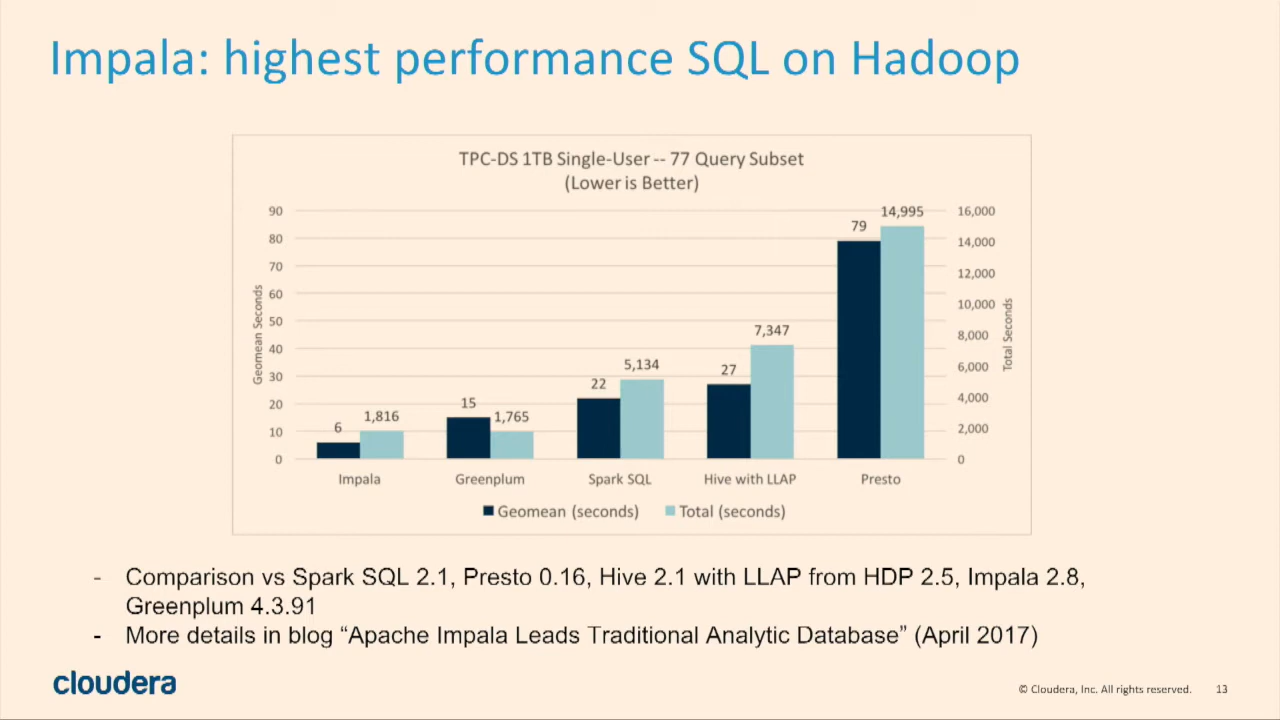 Impala: highest performance SQL on Hadoop
TPC-DS 1TB Single-User -- 77 Query Subset
(Lower is Better)
Geomean Seconds
90
80
70
60
50
40
30
20
10
0
6
1,816
15
1,765
22
5,134
27
7,347
79
14,995
16,000
14,000
12,000
10,000
8,000
6,000
4,000
2,000
0
Total Seconds
Impala
Greenplum
Spark SQL
Hive with LLAP
Presto
Geomean (seconds)
Total (seconds)
- Comparison vs Spark SQL 2.1, Presto 0.16, Hive 2.1 with LLAP from HDP 2.5, Impala 2.8,
Greenplum 4.3.91
- More details in blog “Apache Impala Leads Traditional Analytic Database” (April 2017)
cloudera
© Cloudera, Inc. All rights reserved. 13